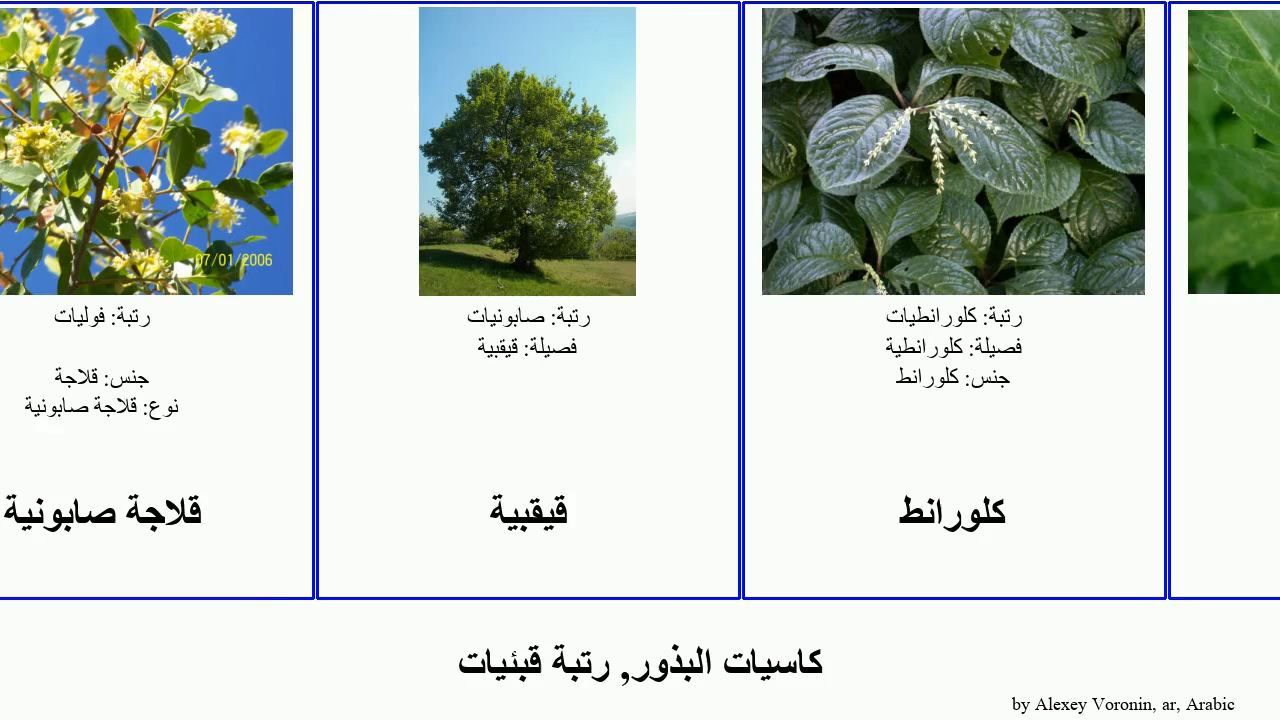 07/01/2006
رتبة: فوليات
جنس: قلاجة
نوع: قلاجة صابونية
قلاجة صابونية
رتبة: صابونيات
فصيلة: قيقبية
قيقبية
رتبة: كلورانطيات
فصيلة: كلورانطية
جنس: كلورانط
كلورانط
كاسيات البذور, رتبة قبئيات
by Alexey Voronin, ar, Arabic